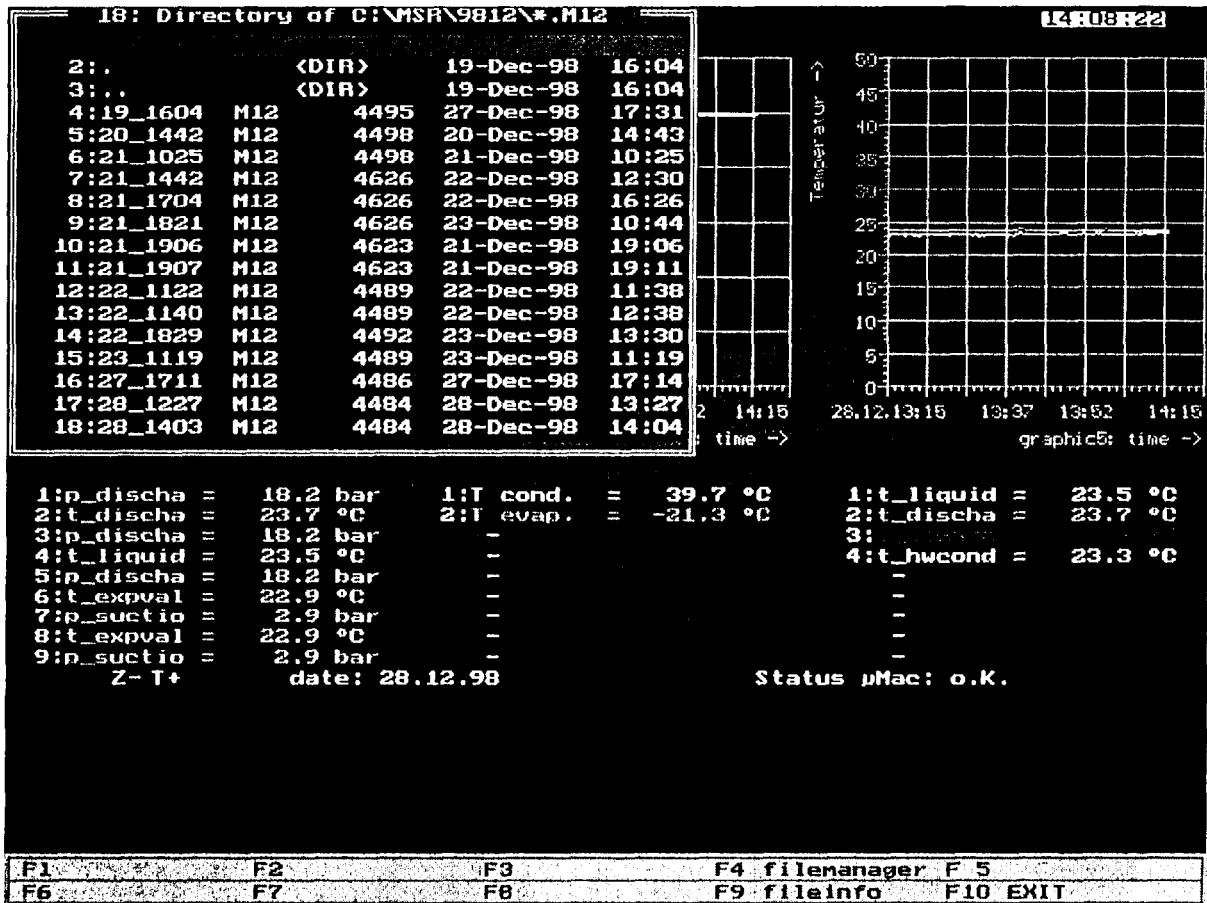 18: Directory of C:\MSR\9812\*.M12
14:08:22
2:. <DIR> 19-Dec-98 16:04
3:.. <DIR> 19-Dec-98 16:04
4:19_1604 M12 4495 27-Dec-98 17:31
5:20_1442 M12 4498 20-Dec-98 14:43
6:21_1025 M12 4498 21-Dec-98 10:25
7:21_1442 M12 4626 22-Dec-98 12:30
8:21_1704 M12 4626 22-Dec-98 16:26
9:21_1821 M12 4626 23-Dec-98 10:44
10:21_1906 M12 4623 21-Dec-98 19:06
11:21_1907 M12 4623 21-Dec-98 19:11
12:22_1122 M12 4489 22-Dec-98 11:38
13:22_1140 M12 4489 22-Dec-98 12:38
14:22_1829 M12 4492 23-Dec-98 13:30
15:23_1119 M12 4489 23-Dec-98 11:19
16:27_1711 M12 4486 27-Dec-98 17:14
17:28_1227 M12 4484 28-Dec-98 13:27
18:28_1403 M12 4484 28-Dec-98 14:04
2 14:15
: time ->
Temperatur ->
50
45
40
35
30
25
20
15
10
5
0
28.12.13:15 13:37 13:52 14:15
graphic5: time ->
1:p_discha = 18.2 bar 1:T cond. = 39.7 °C 1:t_liquid = 23.5 °C
2:t_discha = 23.7 °C 2:T evap. = -21.3 °C 2:t_discha = 23.7 °C
3:p_discha = 18.2 bar - 3:
4:t_liquid = 23.5 °C - 4:t_hwcond = 23.3 °C
5:p_discha = 18.2 bar - -
6:t_expval = 22.9 °C - -
7:p_suctio = 2.9 bar - -
8:t_expval = 22.9 °C - -
9:p_suctio = 2.9 bar - -
Z- T+ date: 28.12.98 Status µMac: o.K.
F1 F2 F3 F4 filemanager F 5
F6 F7 F8 F9 fileinfo F10 EXIT